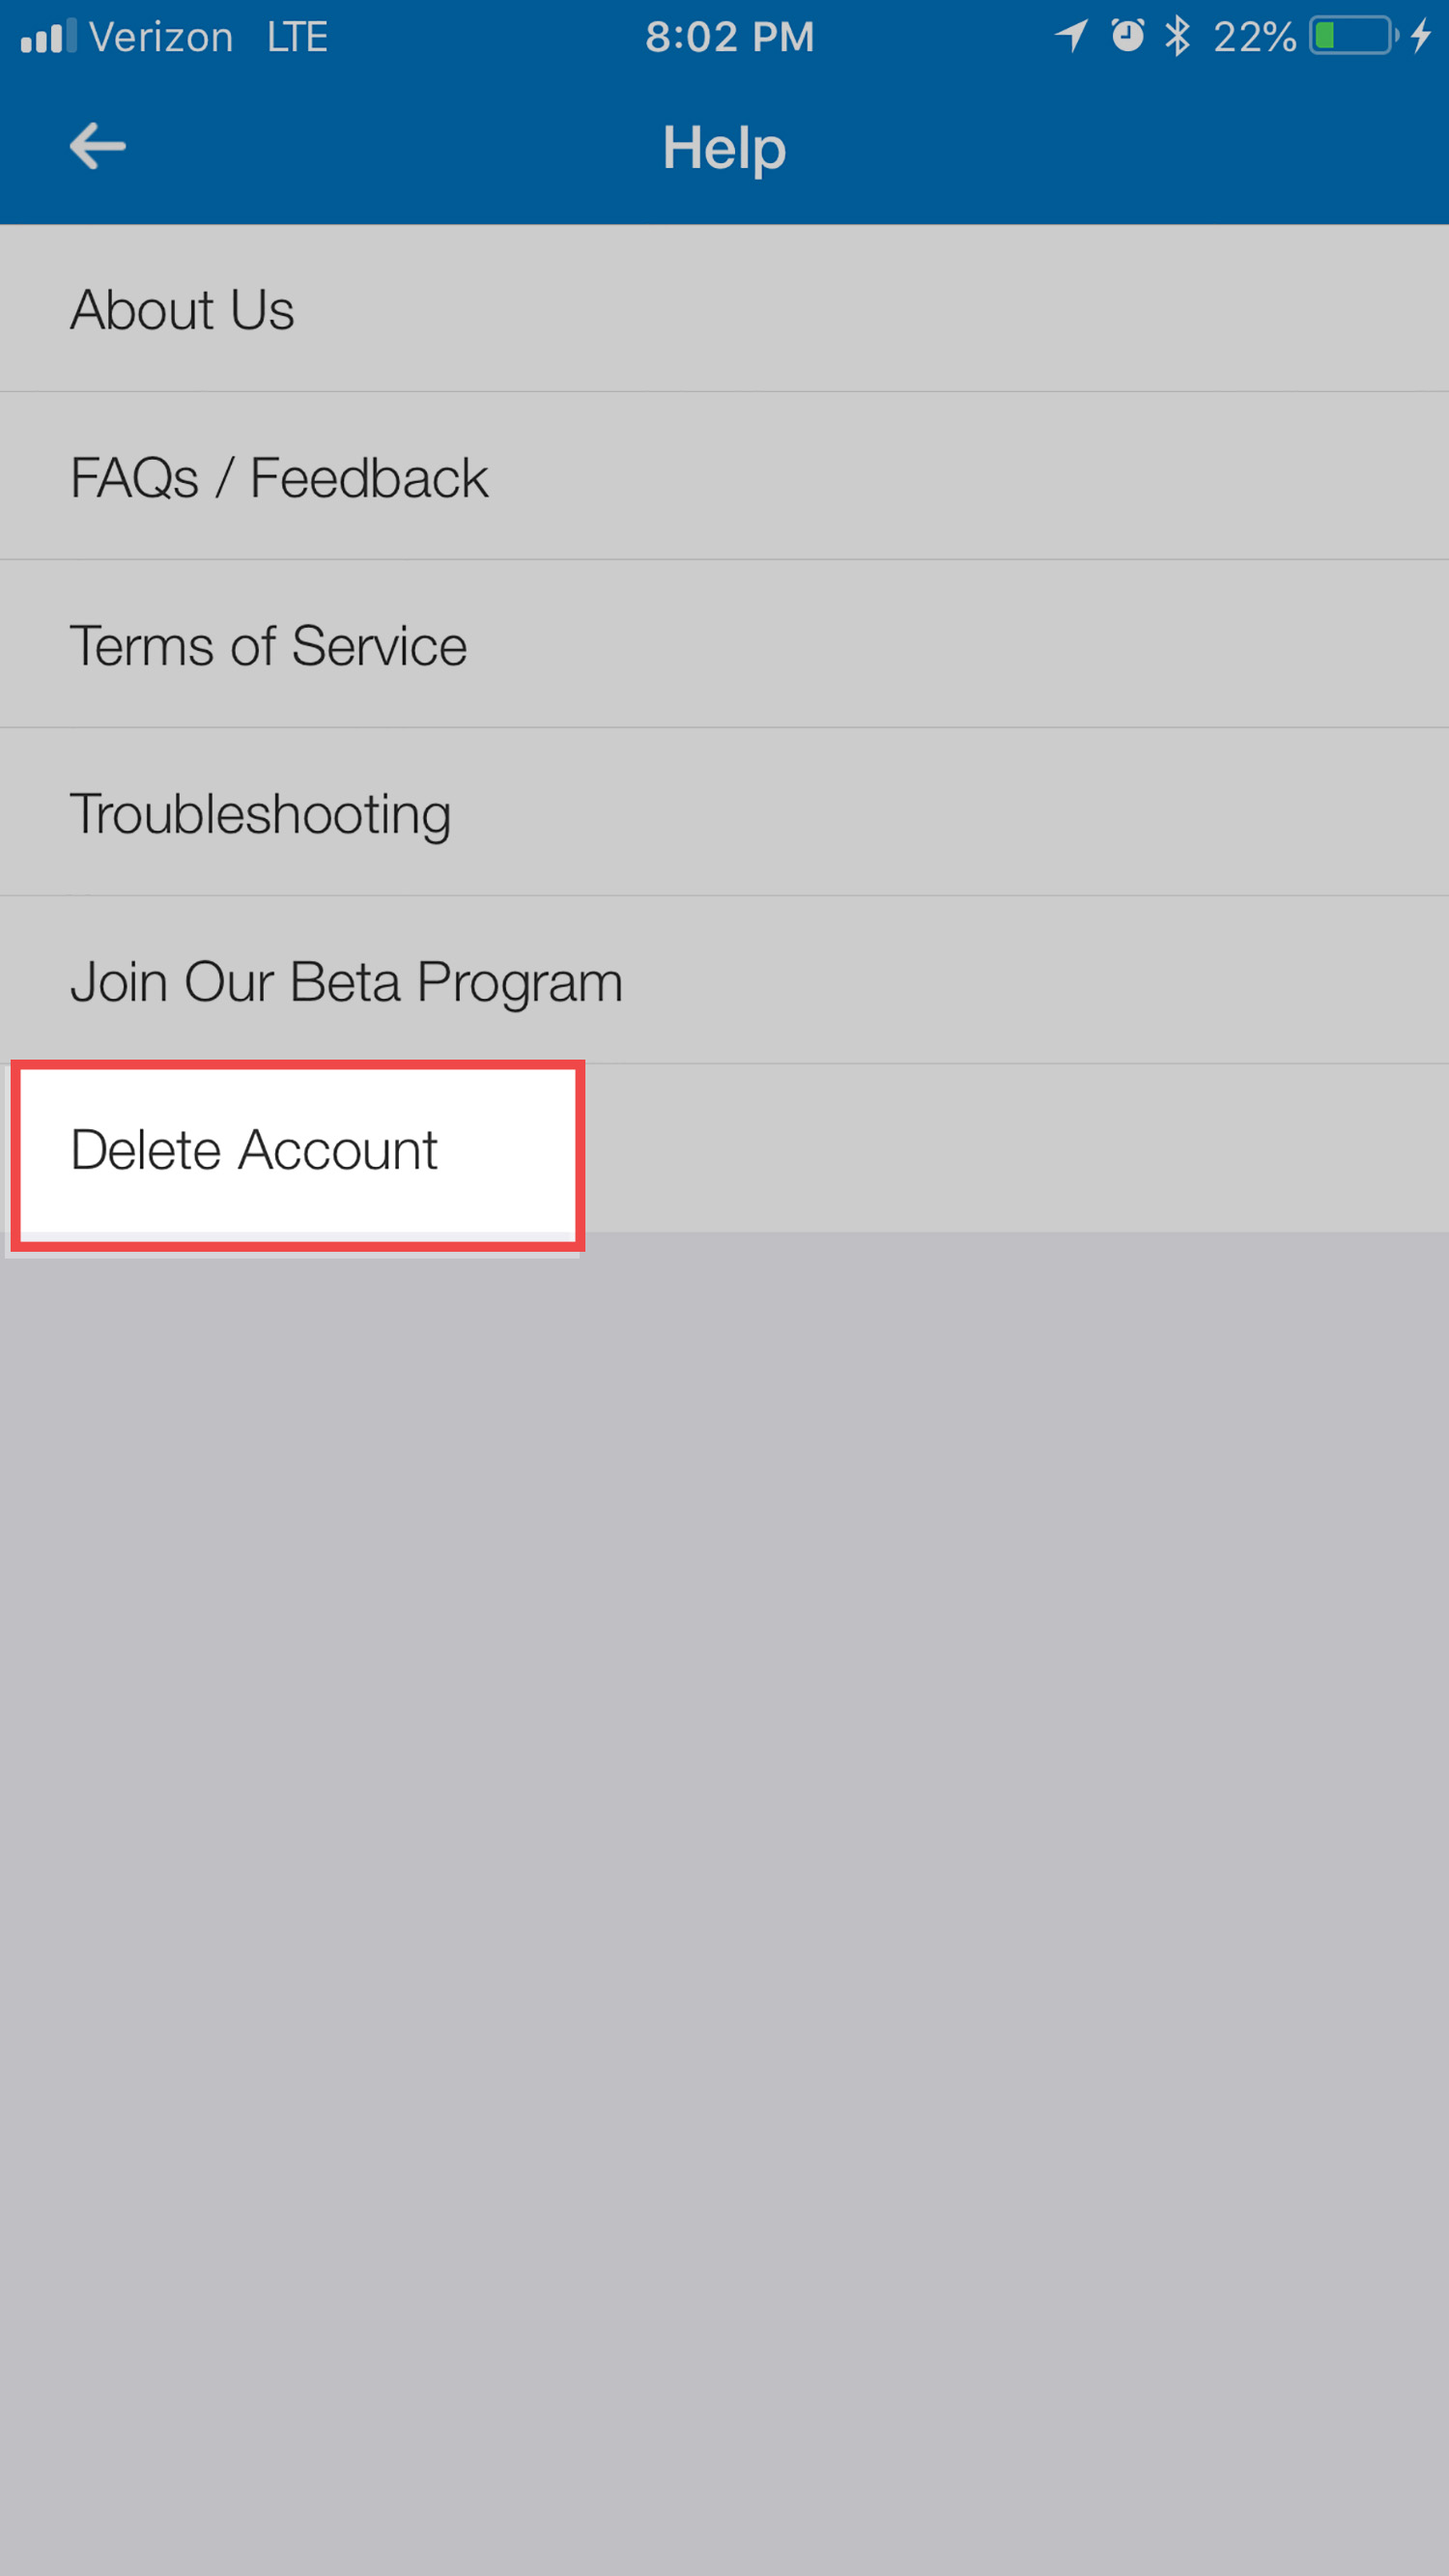 Verizon LTE 8:02 PM 22%
Help
About Us
FAQs / Feedback
Terms of Service
Troubleshooting
Join Our Beta Program
Delete Account